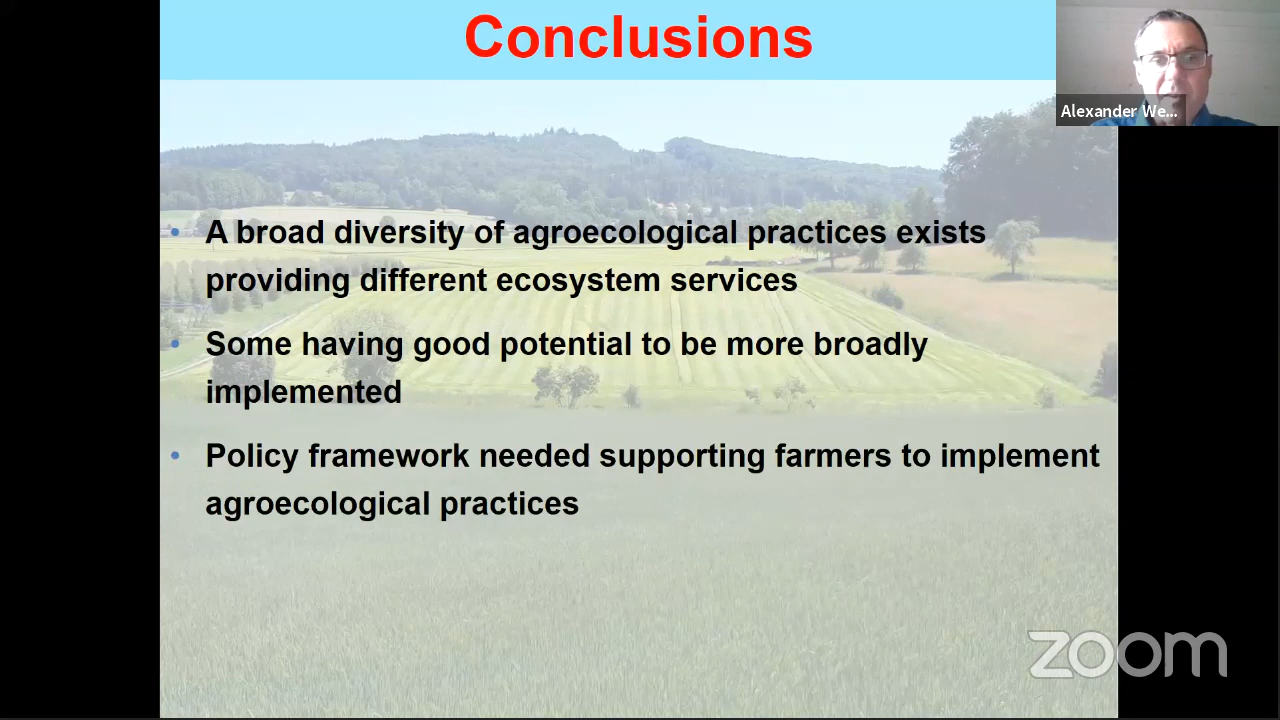 Conclusions
Alexander We...
• A broad diversity of agroecological practices exists
providing different ecosystem services
• Some having good potential to be more broadly
implemented
• Policy framework needed supporting farmers to implement
agroecological practices
zoom